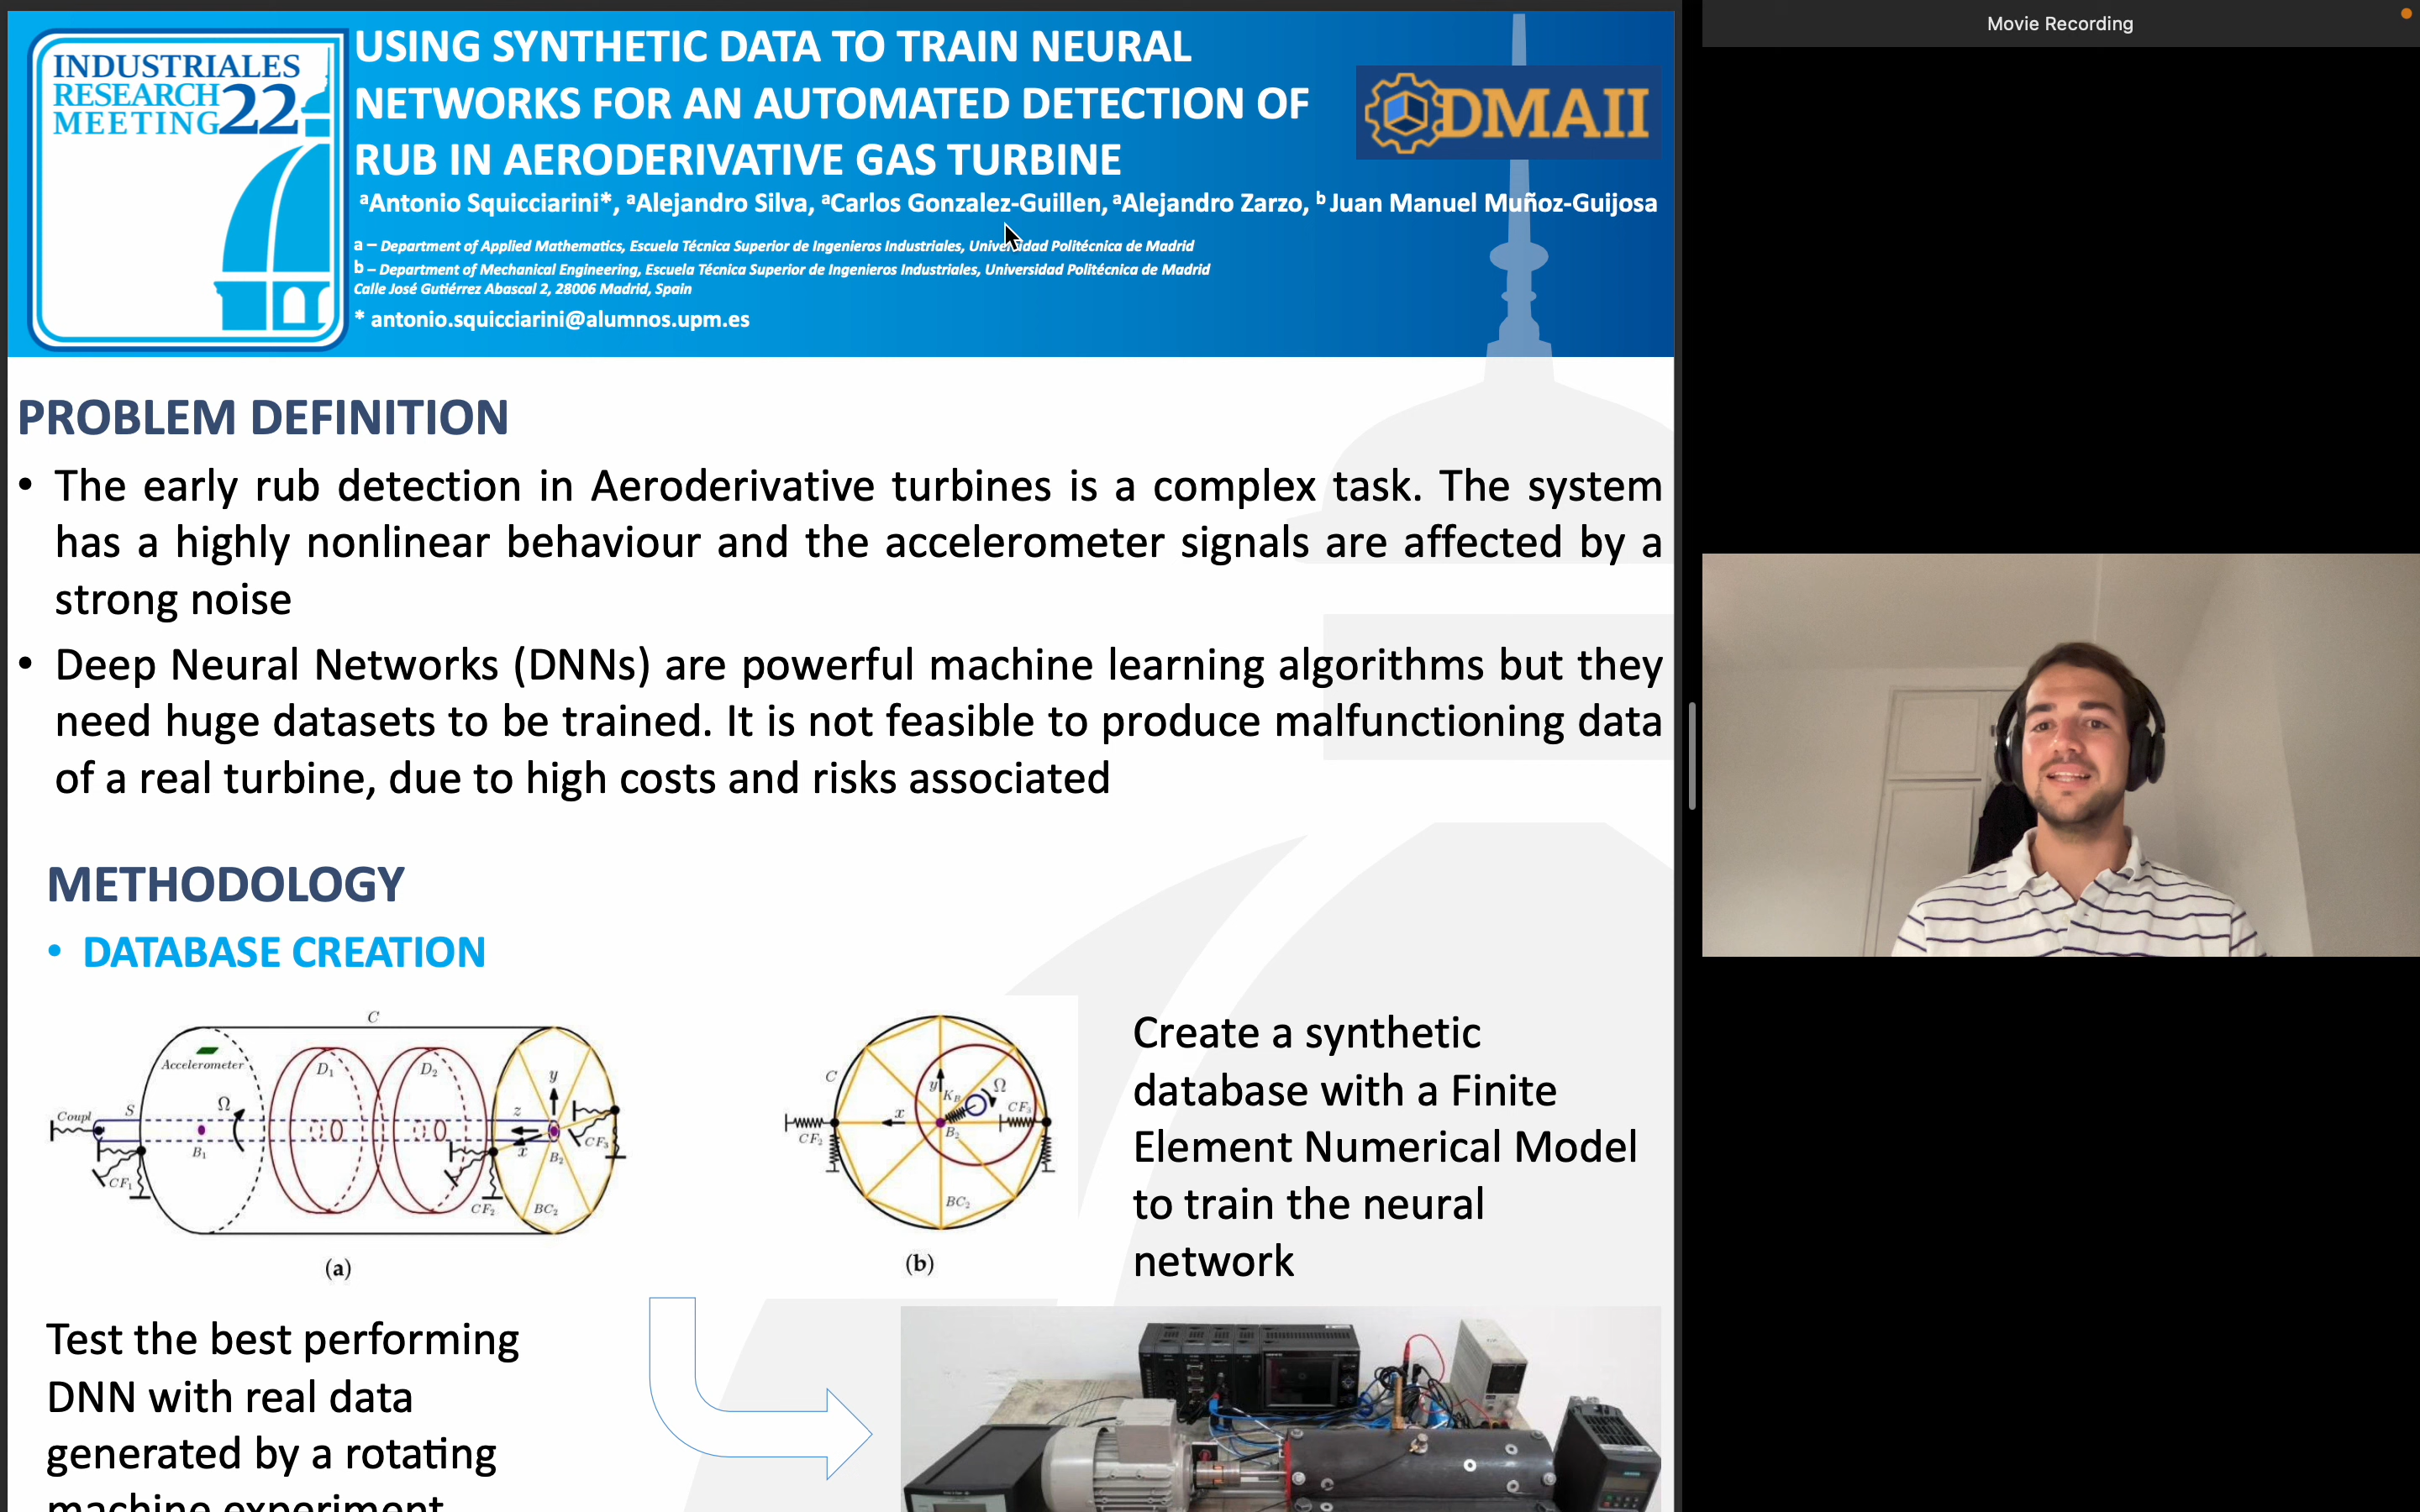 Movie Recording
INDUSTRIALES
RESEARCH
MEETING 22
USING SYNTHETIC DATA TO TRAIN NEURAL
NETWORKS FOR AN AUTOMATED DETECTION OF
RUB IN AERODERIVATIVE GAS TURBINE
DMAII
ᵃAntonio Squicciarini*, ᵃAlejandro Silva, ᵃCarlos Gonzalez-Guillen, ᵃAlejandro Zarzo, ᵇ Juan Manuel Muñoz-Guijosa
a – Department of Applied Mathematics, Escuela Técnica Superior de Ingenieros Industriales, Universidad Politécnica de Madrid
b – Department of Mechanical Engineering, Escuela Técnica Superior de Ingenieros Industriales, Universidad Politécnica de Madrid
Calle José Gutiérrez Abascal 2, 28006 Madrid, Spain
* antonio.squicciarini@alumnos.upm.es
PROBLEM DEFINITION
• The early rub detection in Aeroderivative turbines is a complex task. The system
has a highly nonlinear behaviour and the accelerometer signals are affected by a
strong noise
• Deep Neural Networks (DNNs) are powerful machine learning algorithms but they
need huge datasets to be trained. It is not feasible to produce malfunctioning data
of a real turbine, due to high costs and risks associated
METHODOLOGY
• DATABASE CREATION
C
Accelerometer
D₁
D₂
y
Coupl
S
Ω
z
CF₃
B₁
x
B₂
CF₁
CF₂
BC₂
(a)
C
y
K_B
Ω
x
CF₃
CF₂
B₂
BC₂
(b)
Create a synthetic
database with a Finite
Element Numerical Model
to train the neural
network
Test the best performing
DNN with real data
generated by a rotating
machine experiment